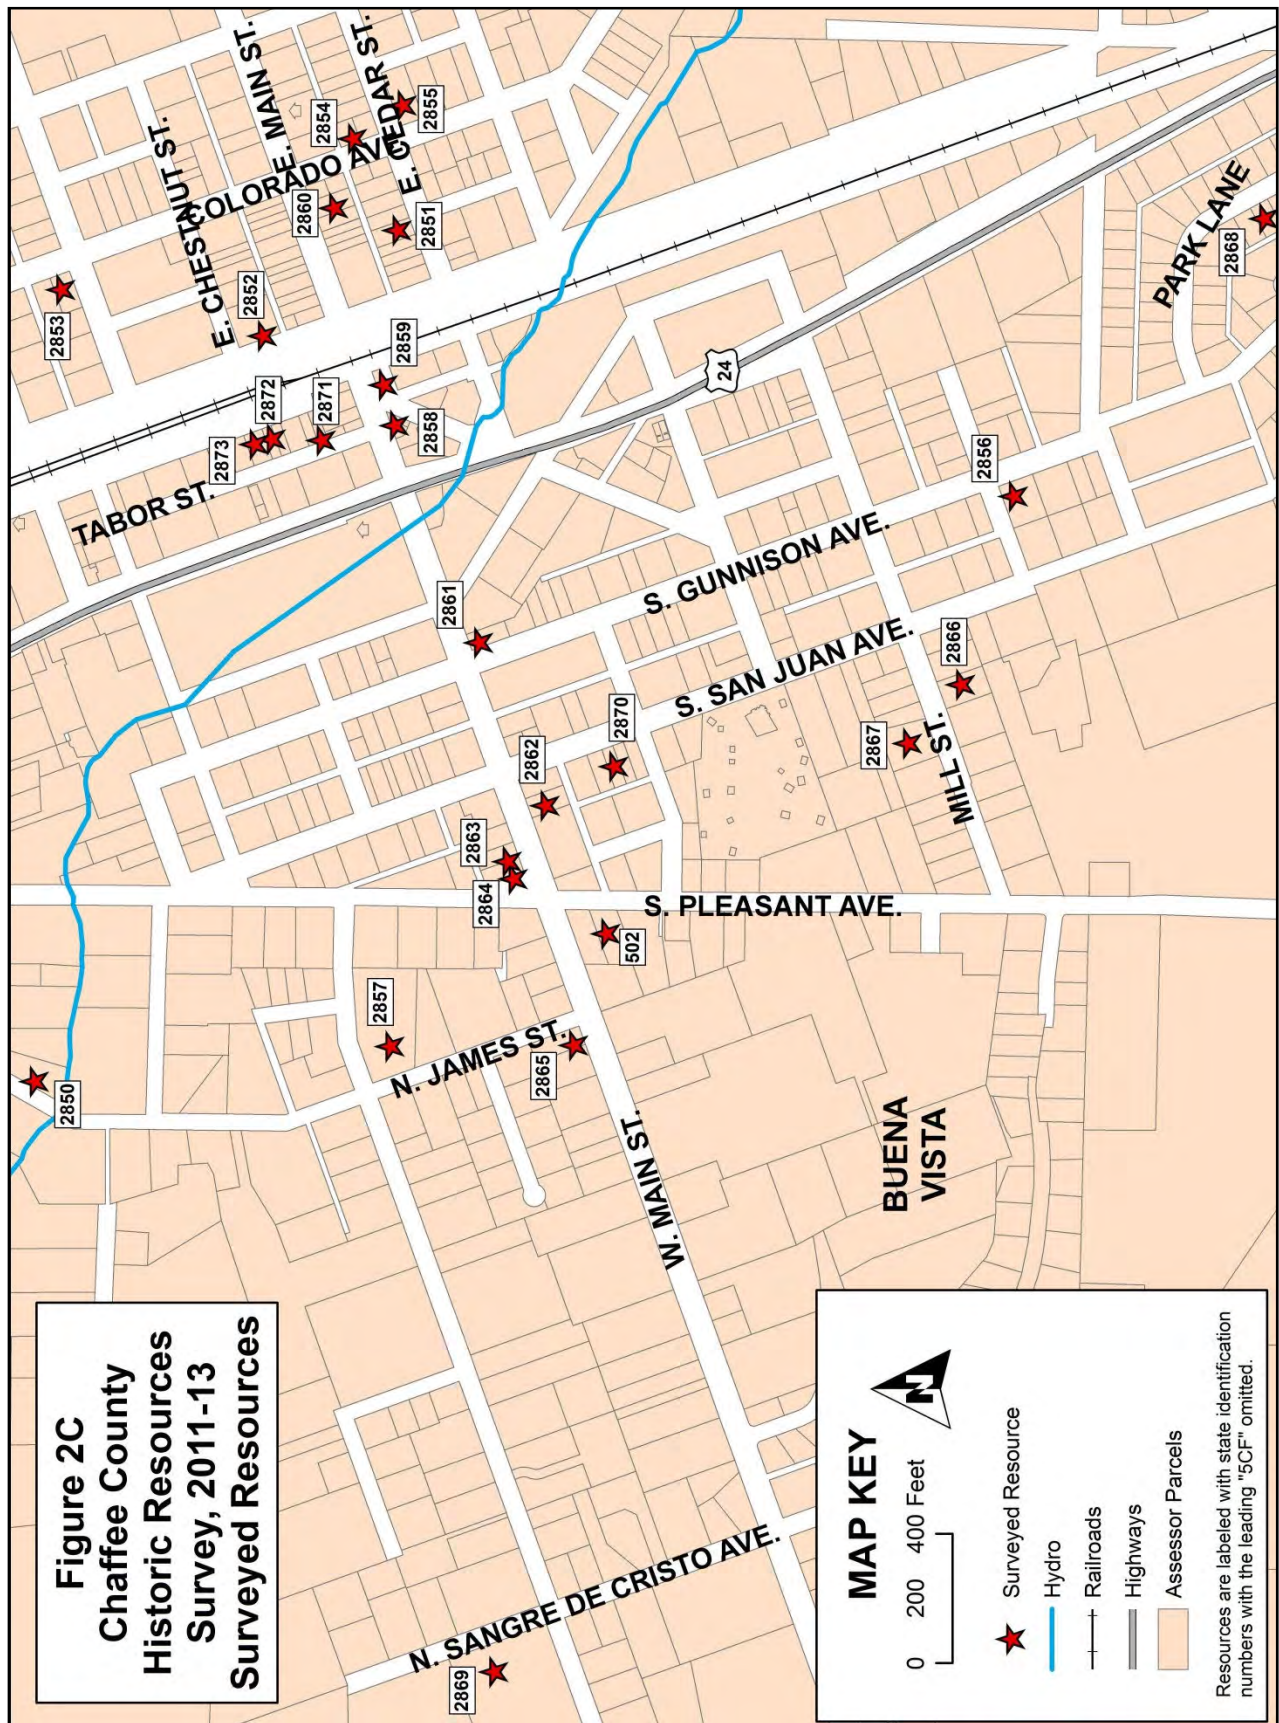 Figure 2C
Chaffee County
Historic Resources
Survey, 2011-13
Surveyed Resources
2850
2853
E. CHESTNUT ST.
E. MAIN ST.
E. CEDAR ST.
COLORADO AVE.
2852
2860
2854
2855
2851
2873
2872
2871
2859
2858
TABOR ST.
24
2861
2857
2864
2863
2862
2870
502
2865
N. JAMES ST.
W. MAIN ST.
S. PLEASANT AVE.
S. SAN JUAN AVE.
S. GUNNISON AVE.
2856
2866
2867
MILL ST.
PARK LANE
2868
BUENA
VISTA
2869
N. SANGRE DE CRISTO AVE.
MAP KEY
N
0 200 400 Feet
Surveyed Resource
Hydro
Railroads
Highways
Assessor Parcels
Resources are labeled with state identification
numbers with the leading "5CF" omitted.